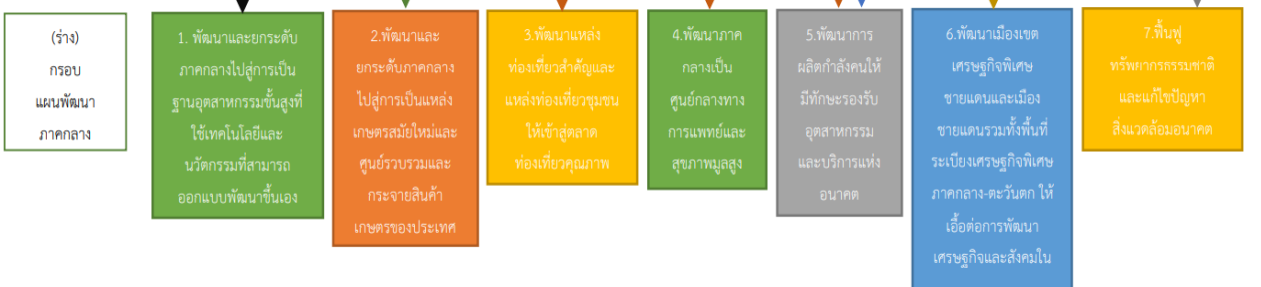 (ร่าง)
กรอบ
แผนพัฒนา
ภาคกลาง
1. พัฒนาและยกระดับ
ภาคกลางไปสู่การเป็น
ฐานอุตสาหกรรมขั้นสูงที่
ใช้เทคโนโลยีและ
นวัตกรรมที่สามารถ
ออกแบบพัฒนาขึ้นเอง
2.พัฒนาและ
ยกระดับภาคกลาง
ไปสู่การเป็นแหล่ง
เกษตรสมัยใหม่และ
ศูนย์รวบรวมและ
กระจายสินค้า
เกษตรของประเทศ
3.พัฒนาแหล่ง
ท่องเที่ยวสำคัญและ
แหล่งท่องเที่ยวชุมชน
ให้เข้าสู่ตลาด
ท่องเที่ยวคุณภาพ
4.พัฒนาภาค
กลางเป็น
ศูนย์กลางทาง
การแพทย์และ
สุขภาพมูลสูง
5.พัฒนาการ
ผลิตกำลังคนให้
มีทักษะรองรับ
อุตสาหกรรม
และบริการแห่ง
อนาคต
6.พัฒนาเมืองเขต
เศรษฐกิจพิเศษ
ชายแดนและเมือง
ชายแดนรวมทั้งพื้นที่
ระเบียงเศรษฐกิจพิเศษ
ภาคกลาง-ตะวันตก ให้
เอื้อต่อการพัฒนา
เศรษฐกิจและสังคมใน
7.ฟื้นฟู
ทรัพยากรธรรมชาติ
และแก้ไขปัญหา
สิ่งแวดล้อมอนาคต